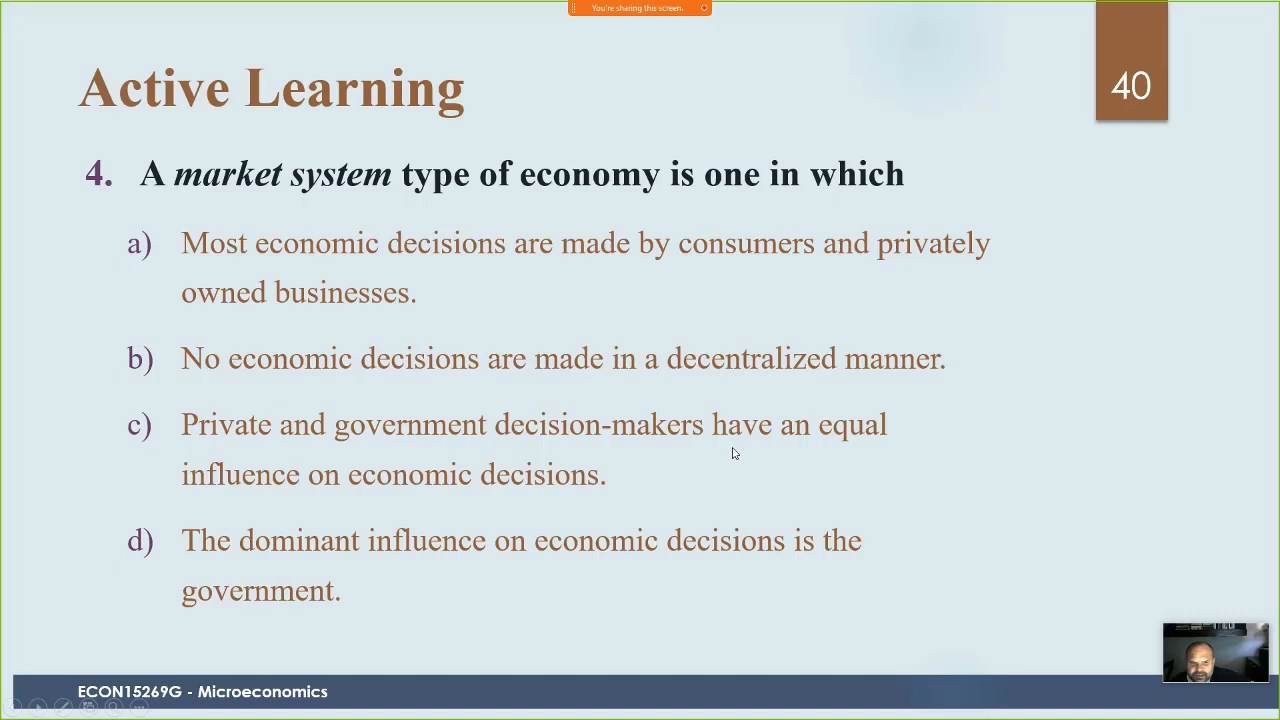 You're sharing this screen.
Active Learning
40
4. A market system type of economy is one in which
a) Most economic decisions are made by consumers and privately
owned businesses.
b) No economic decisions are made in a decentralized manner.
c) Private and government decision-makers have an equal
influence on economic decisions.
d) The dominant influence on economic decisions is the
government.
ECON15269G - Microeconomics